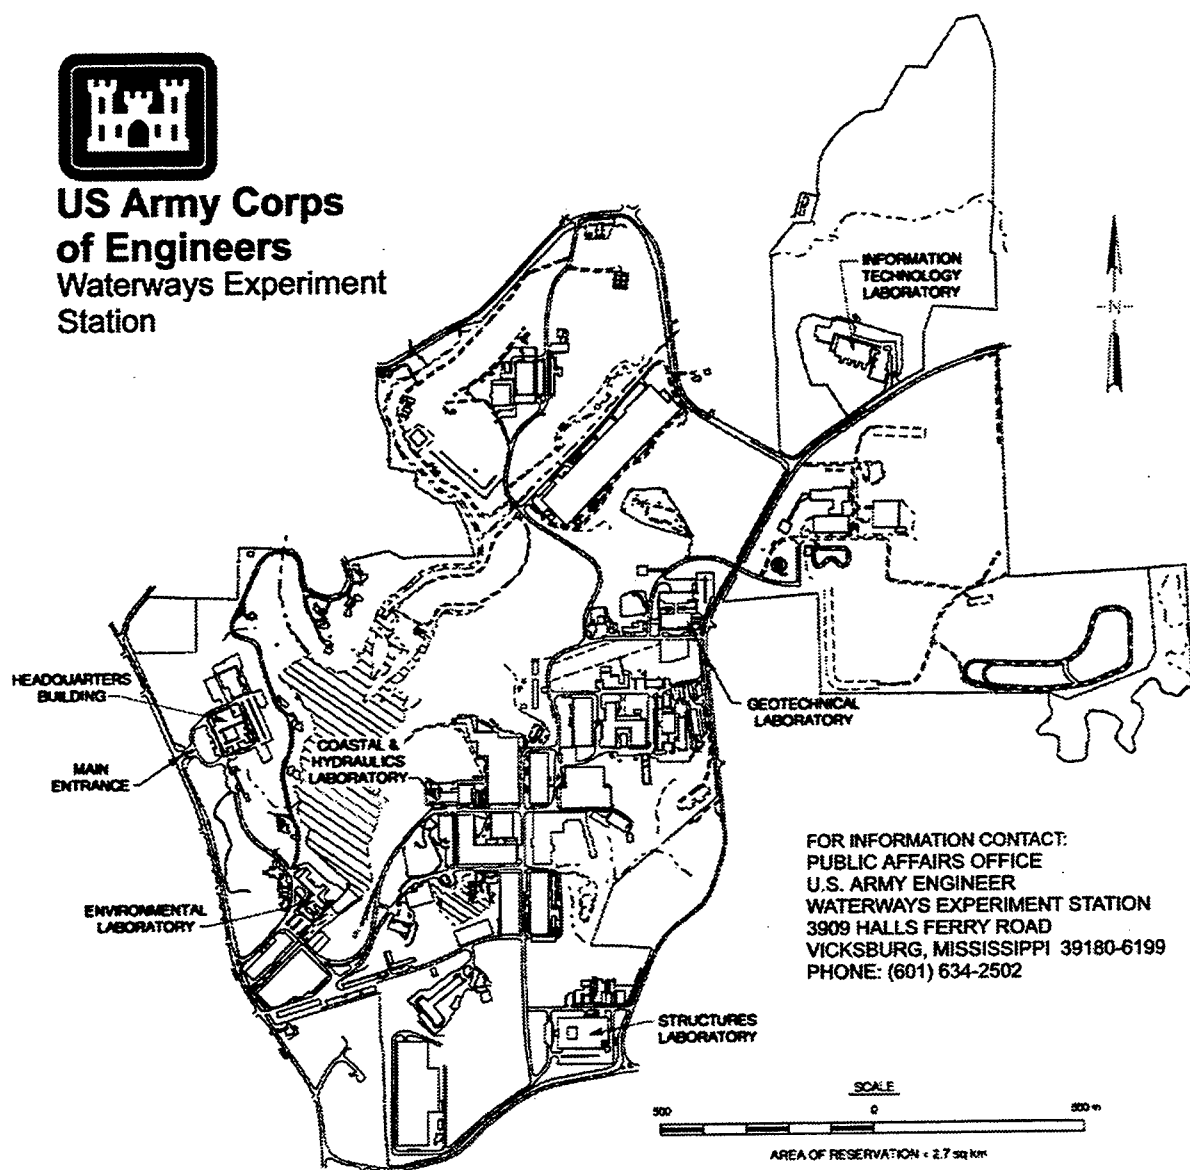 US Army Corps
of Engineers
Waterways Experiment
Station
INFORMATION
TECHNOLOGY
LABORATORY
N
HEADQUARTERS
BUILDING
MAIN
ENTRANCE
COASTAL &
HYDRAULICS
LABORATORY
GEOTECHNICAL
LABORATORY
ENVIRONMENTAL
LABORATORY
FOR INFORMATION CONTACT:
PUBLIC AFFAIRS OFFICE
U.S. ARMY ENGINEER
WATERWAYS EXPERIMENT STATION
3909 HALLS FERRY ROAD
VICKSBURG, MISSISSIPPI 39180-6199
PHONE: (601) 634-2502
STRUCTURES
LABORATORY
SCALE
500 0 500 m
AREA OF RESERVATION = 2.7 sq km